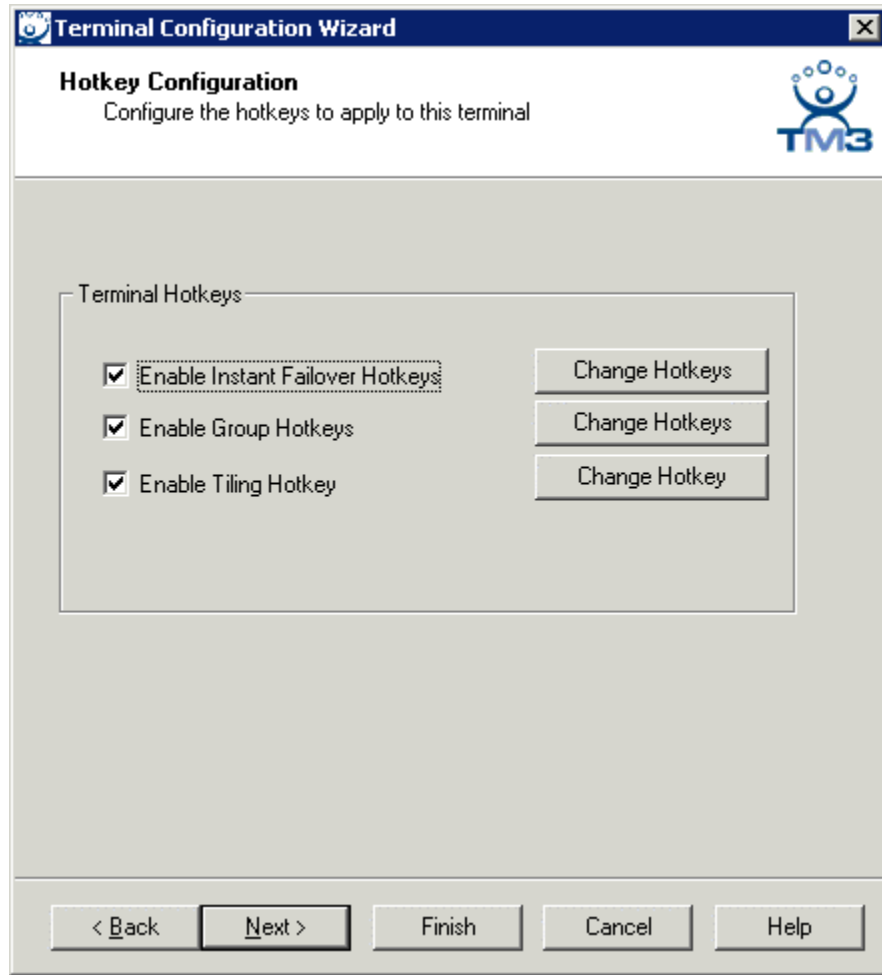 Terminal Configuration Wizard
Hotkey Configuration
Configure the hotkeys to apply to this terminal
TM3
Terminal Hotkeys
Enable Instant Failover Hotkeys
Change Hotkeys
Enable Group Hotkeys
Change Hotkeys
Enable Tiling Hotkey
Change Hotkey
< Back
Next >
Finish
Cancel
Help